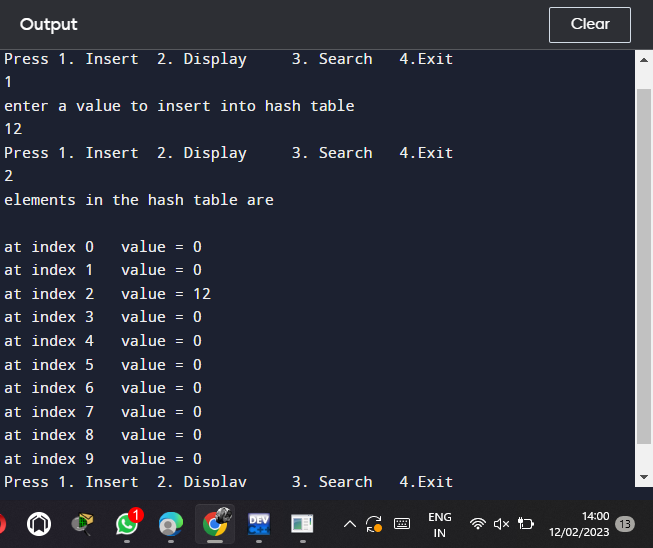 Output
Clear
Press 1. Insert  2. Display     3. Search   4.Exit
1
enter a value to insert into hash table
12
Press 1. Insert  2. Display     3. Search   4.Exit
2
elements in the hash table are
at index 0   value = 0
at index 1   value = 0
at index 2   value = 12
at index 3   value = 0
at index 4   value = 0
at index 5   value = 0
at index 6   value = 0
at index 7   value = 0
at index 8   value = 0
at index 9   value = 0
Press 1. Insert  2. Display     3. Search   4.Exit
1
DEV
ENG
IN
14:00
12/02/2023
13